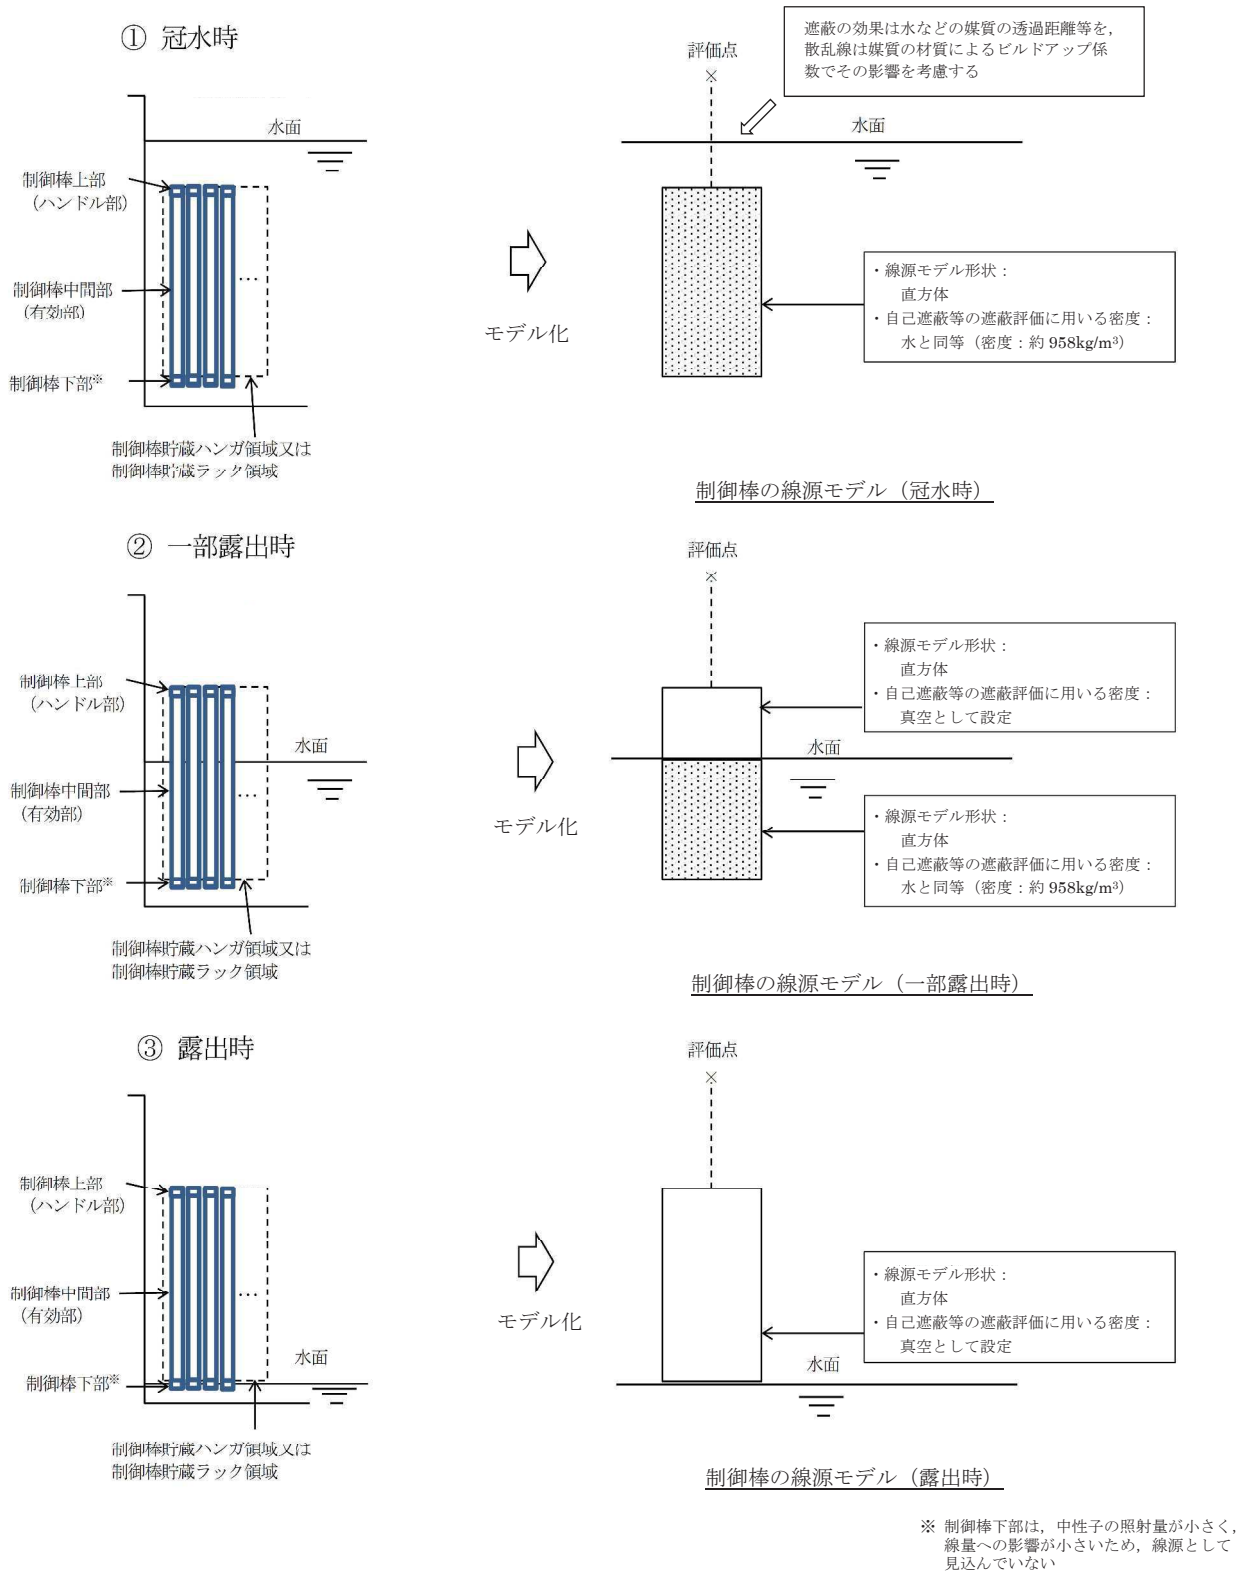 ① 冠水時
評価点
遮蔽の効果は水などの媒質の透過距離等を,
散乱線は媒質の材質によるビルドアップ係
数でその影響を考慮する
水面
水面
制御棒上部
（ハンドル部）
制御棒中間部
（有効部）
…
制御棒下部※
制御棒貯蔵ハンガ領域又は
制御棒貯蔵ラック領域
モデル化
・線源モデル形状：
直方体
・自己遮蔽等の遮蔽評価に用いる密度：
水と同等（密度：約 958kg/m³）
制御棒の線源モデル（冠水時）
② 一部露出時
評価点
制御棒上部
（ハンドル部）
水面
制御棒中間部
（有効部）
…
制御棒下部※
制御棒貯蔵ハンガ領域又は
制御棒貯蔵ラック領域
モデル化
・線源モデル形状：
直方体
・自己遮蔽等の遮蔽評価に用いる密度：
真空として設定
水面
・線源モデル形状：
直方体
・自己遮蔽等の遮蔽評価に用いる密度：
水と同等（密度：約 958kg/m³）
制御棒の線源モデル（一部露出時）
③ 露出時
評価点
制御棒上部
（ハンドル部）
制御棒中間部
（有効部）
…
水面
制御棒下部※
制御棒貯蔵ハンガ領域又は
制御棒貯蔵ラック領域
モデル化
・線源モデル形状：
直方体
・自己遮蔽等の遮蔽評価に用いる密度：
真空として設定
水面
制御棒の線源モデル（露出時）
※ 制御棒下部は，中性子の照射量が小さく，
線量への影響が小さいため，線源として
見込んでいない